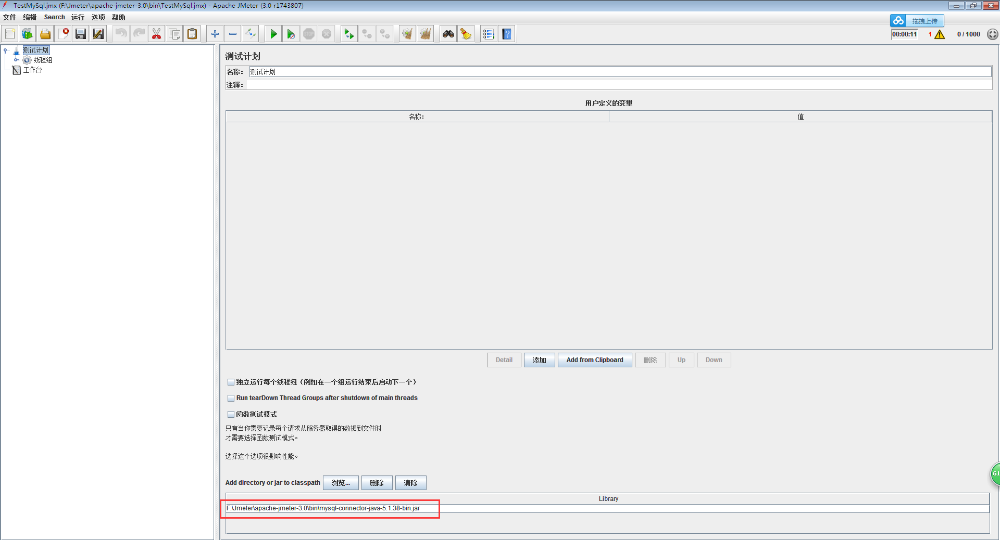 TestMySql.jmx (F:\Jmeter\apache-jmeter-3.0\bin\TestMySql.jmx) - Apache JMeter (3.0 r1743807)
文件 编辑 Search 运行 选项 帮助
拖拽上传
STOP
00:00:11 1 0 / 1000
测试计划
线程组
工作台
测试计划
名称： 测试计划
注释：
用户定义的变量
名称： 值
Detail 添加 Add from Clipboard 删除 Up Down
独立运行每个线程组（例如在一个组运行结束后启动下一个）
Run tearDown Thread Groups after shutdown of main threads
函数测试模式
只有当你需要记录每个请求从服务器取得的数据到文件时
才需要选择函数测试模式。
选择这个选项很影响性能。
61
Add directory or jar to classpath 浏览... 删除 清除
Library
F:\Jmeter\apache-jmeter-3.0\bin\mysql-connector-java-5.1.38-bin.jar